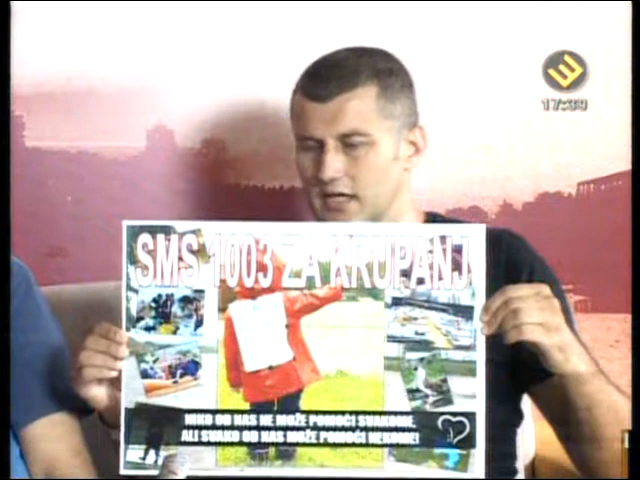 17:39
SMS 1003 ZA KRUPANJ
NIKO OD NAS NE MOŽE POMOĆI SVAKOME,
ALI SVAKO OD NAS MOŽE POMOĆI NEKOME!